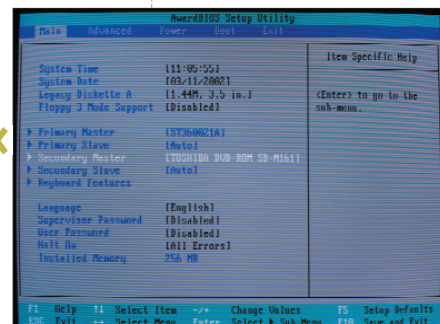 AwardBIOS Setup Utility
Main Advanced Power Boot Exit
Item Specific Help
System Time [11:05:55]
System Date [03/11/2002]
Legacy Diskette A [1.44M, 3.5 in.]
Floppy 3 Mode Support [Disabled]
<Enter> to go to the
sub-menu.
Primary Master [ST360021A]
Primary Slave [Auto]
Secondary Master [TOSHIBA DVD-ROM SD-M1612]
Secondary Slave [Auto]
Keyboard Features
Language [English]
Supervisor Password [Disabled]
User Password [Disabled]
Halt On [All Errors]
Installed Memory 256 MB
F1 Help ↑↓ Select Item -/+ Change Values F5 Setup Defaults
ESC Exit ↔ Select Menu Enter Select ▶ Sub-Menu F10 Save and Exit